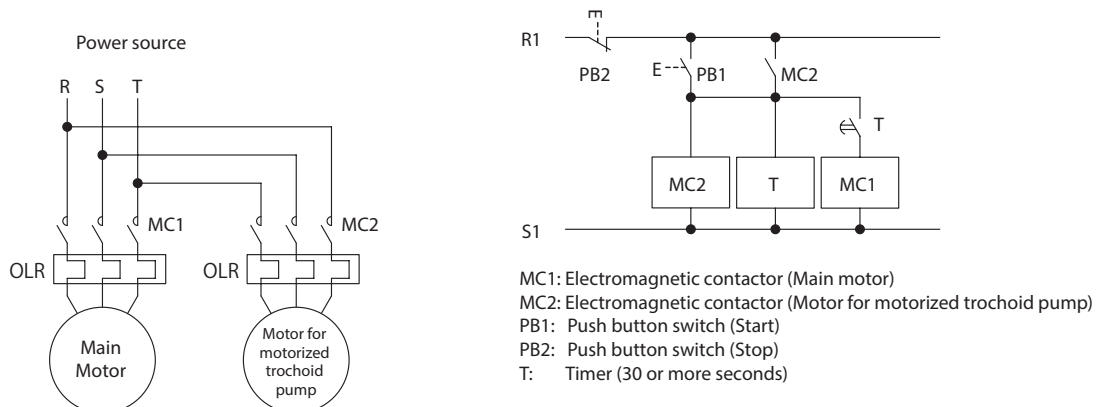 Power source
R S T
MC1
MC2
OLR
OLR
Main
Motor
Motor for
motorized
trochoid
pump
E
R1
PB2
E
PB1
MC2
T
MC2
T
MC1
S1
MC1: Electromagnetic contactor (Main motor)
MC2: Electromagnetic contactor (Motor for motorized trochoid pump)
PB1: Push button switch (Start)
PB2: Push button switch (Stop)
T: Timer (30 or more seconds)